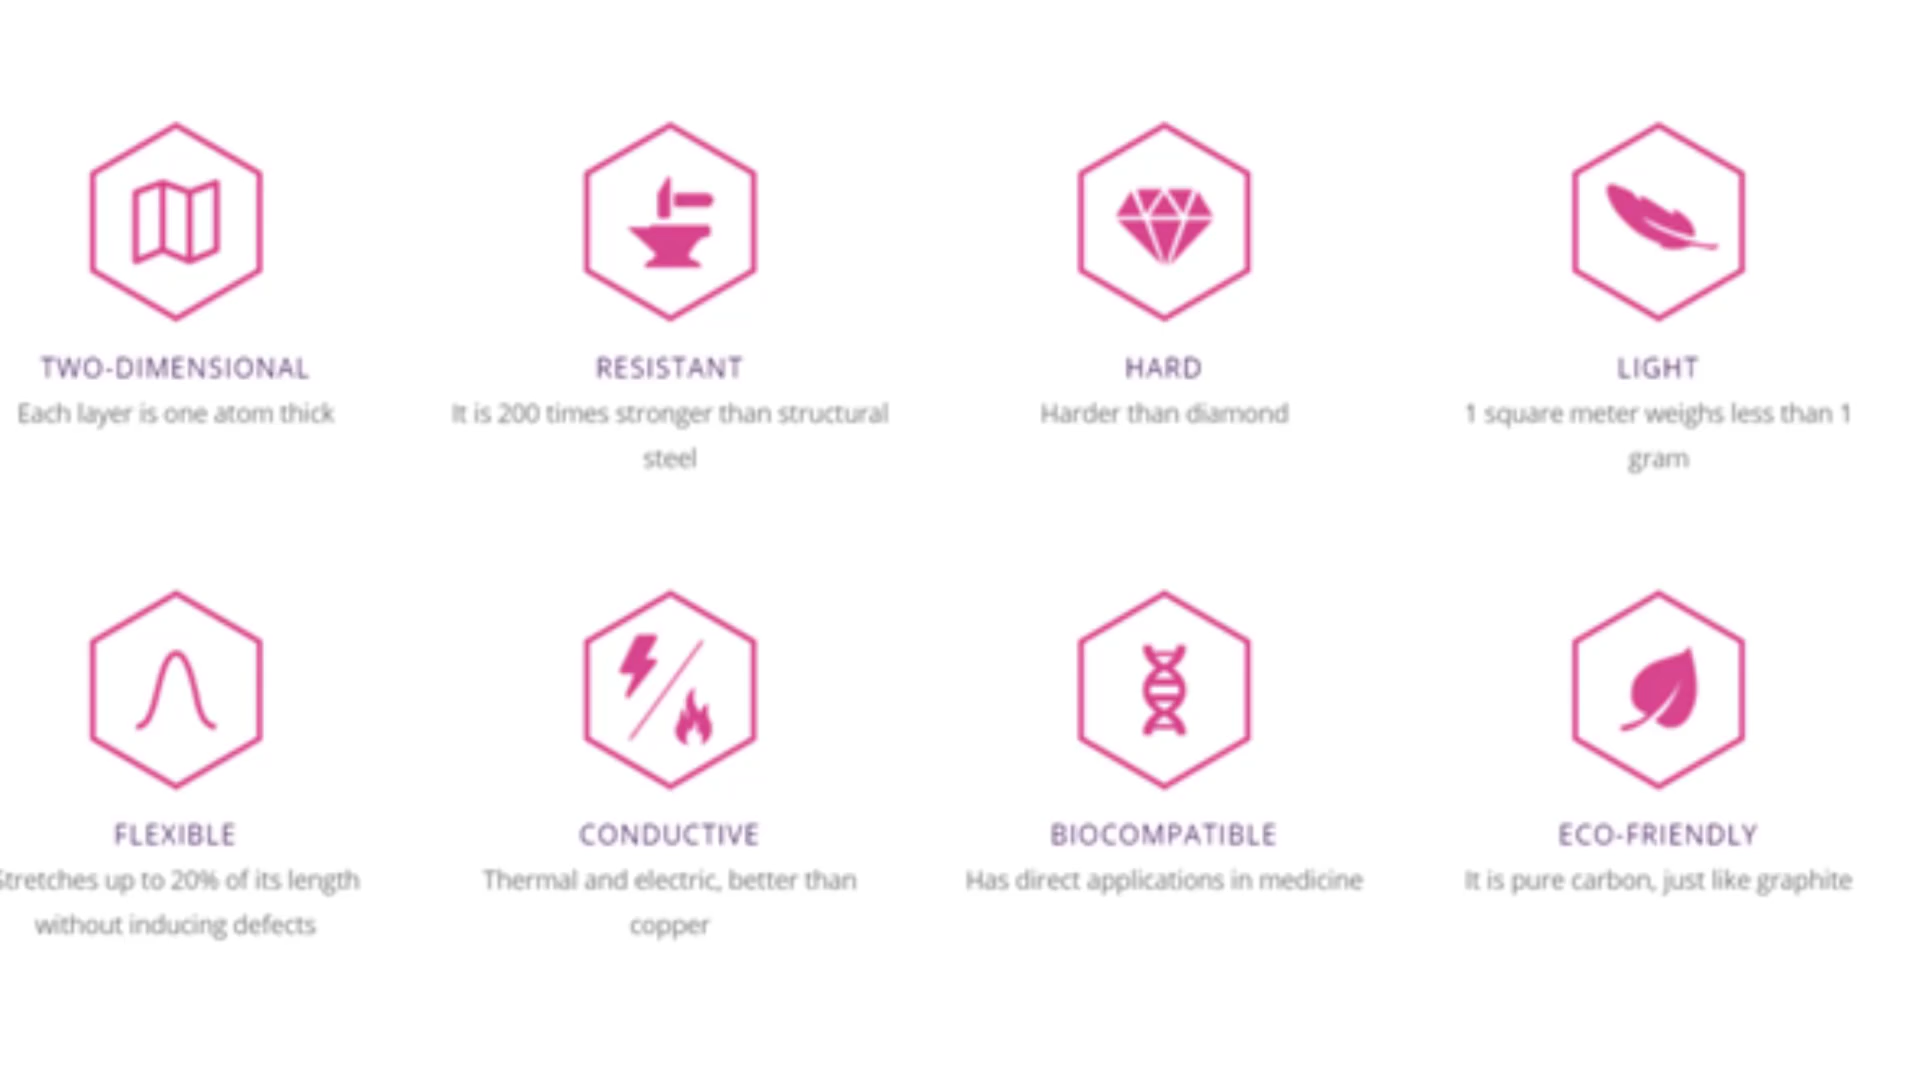 TWO-DIMENSIONAL
Each layer is one atom thick
RESISTANT
It is 200 times stronger than structural
steel
HARD
Harder than diamond
LIGHT
1 square meter weighs less than 1
gram
FLEXIBLE
Stretches up to 20% of its length
without inducing defects
CONDUCTIVE
Thermal and electric, better than
copper
BIOCOMPATIBLE
Has direct applications in medicine
ECO-FRIENDLY
It is pure carbon, just like graphite